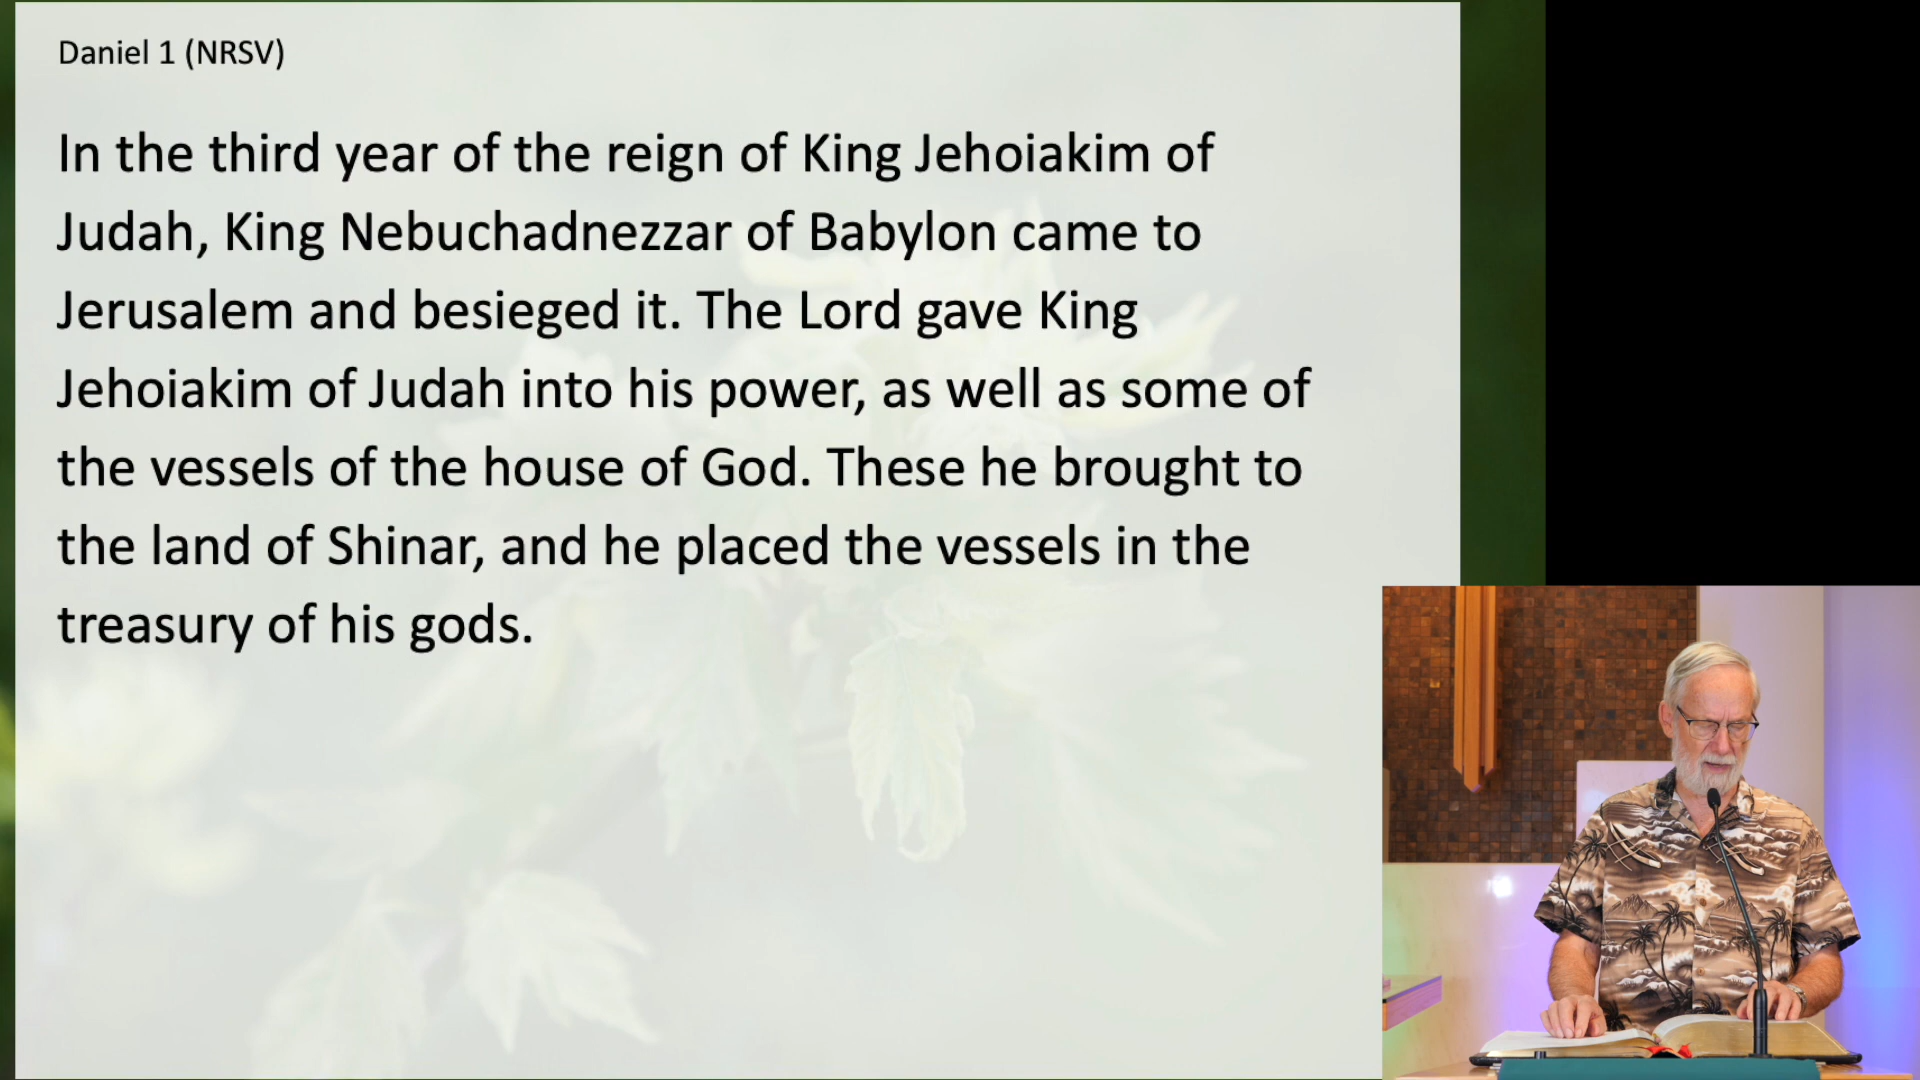 Daniel 1 (NRSV)
In the third year of the reign of King Jehoiakim of
Judah, King Nebuchadnezzar of Babylon came to
Jerusalem and besieged it. The Lord gave King
Jehoiakim of Judah into his power, as well as some of
the vessels of the house of God. These he brought to
the land of Shinar, and he placed the vessels in the
treasury of his gods.